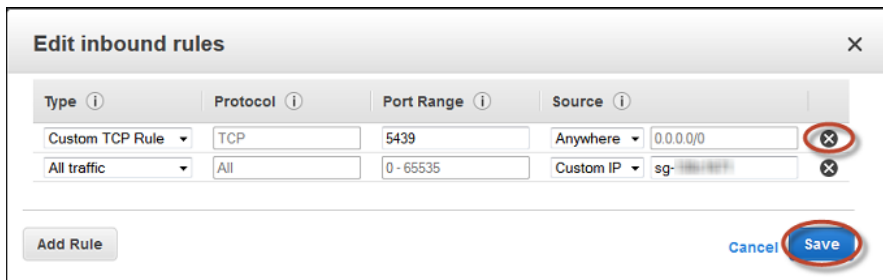 Edit inbound rules
Type Protocol Port Range Source
Custom TCP Rule TCP 5439 Anywhere 0.0.0.0/0
All traffic All 0 - 65535 Custom IP sg-
Add Rule Cancel Save